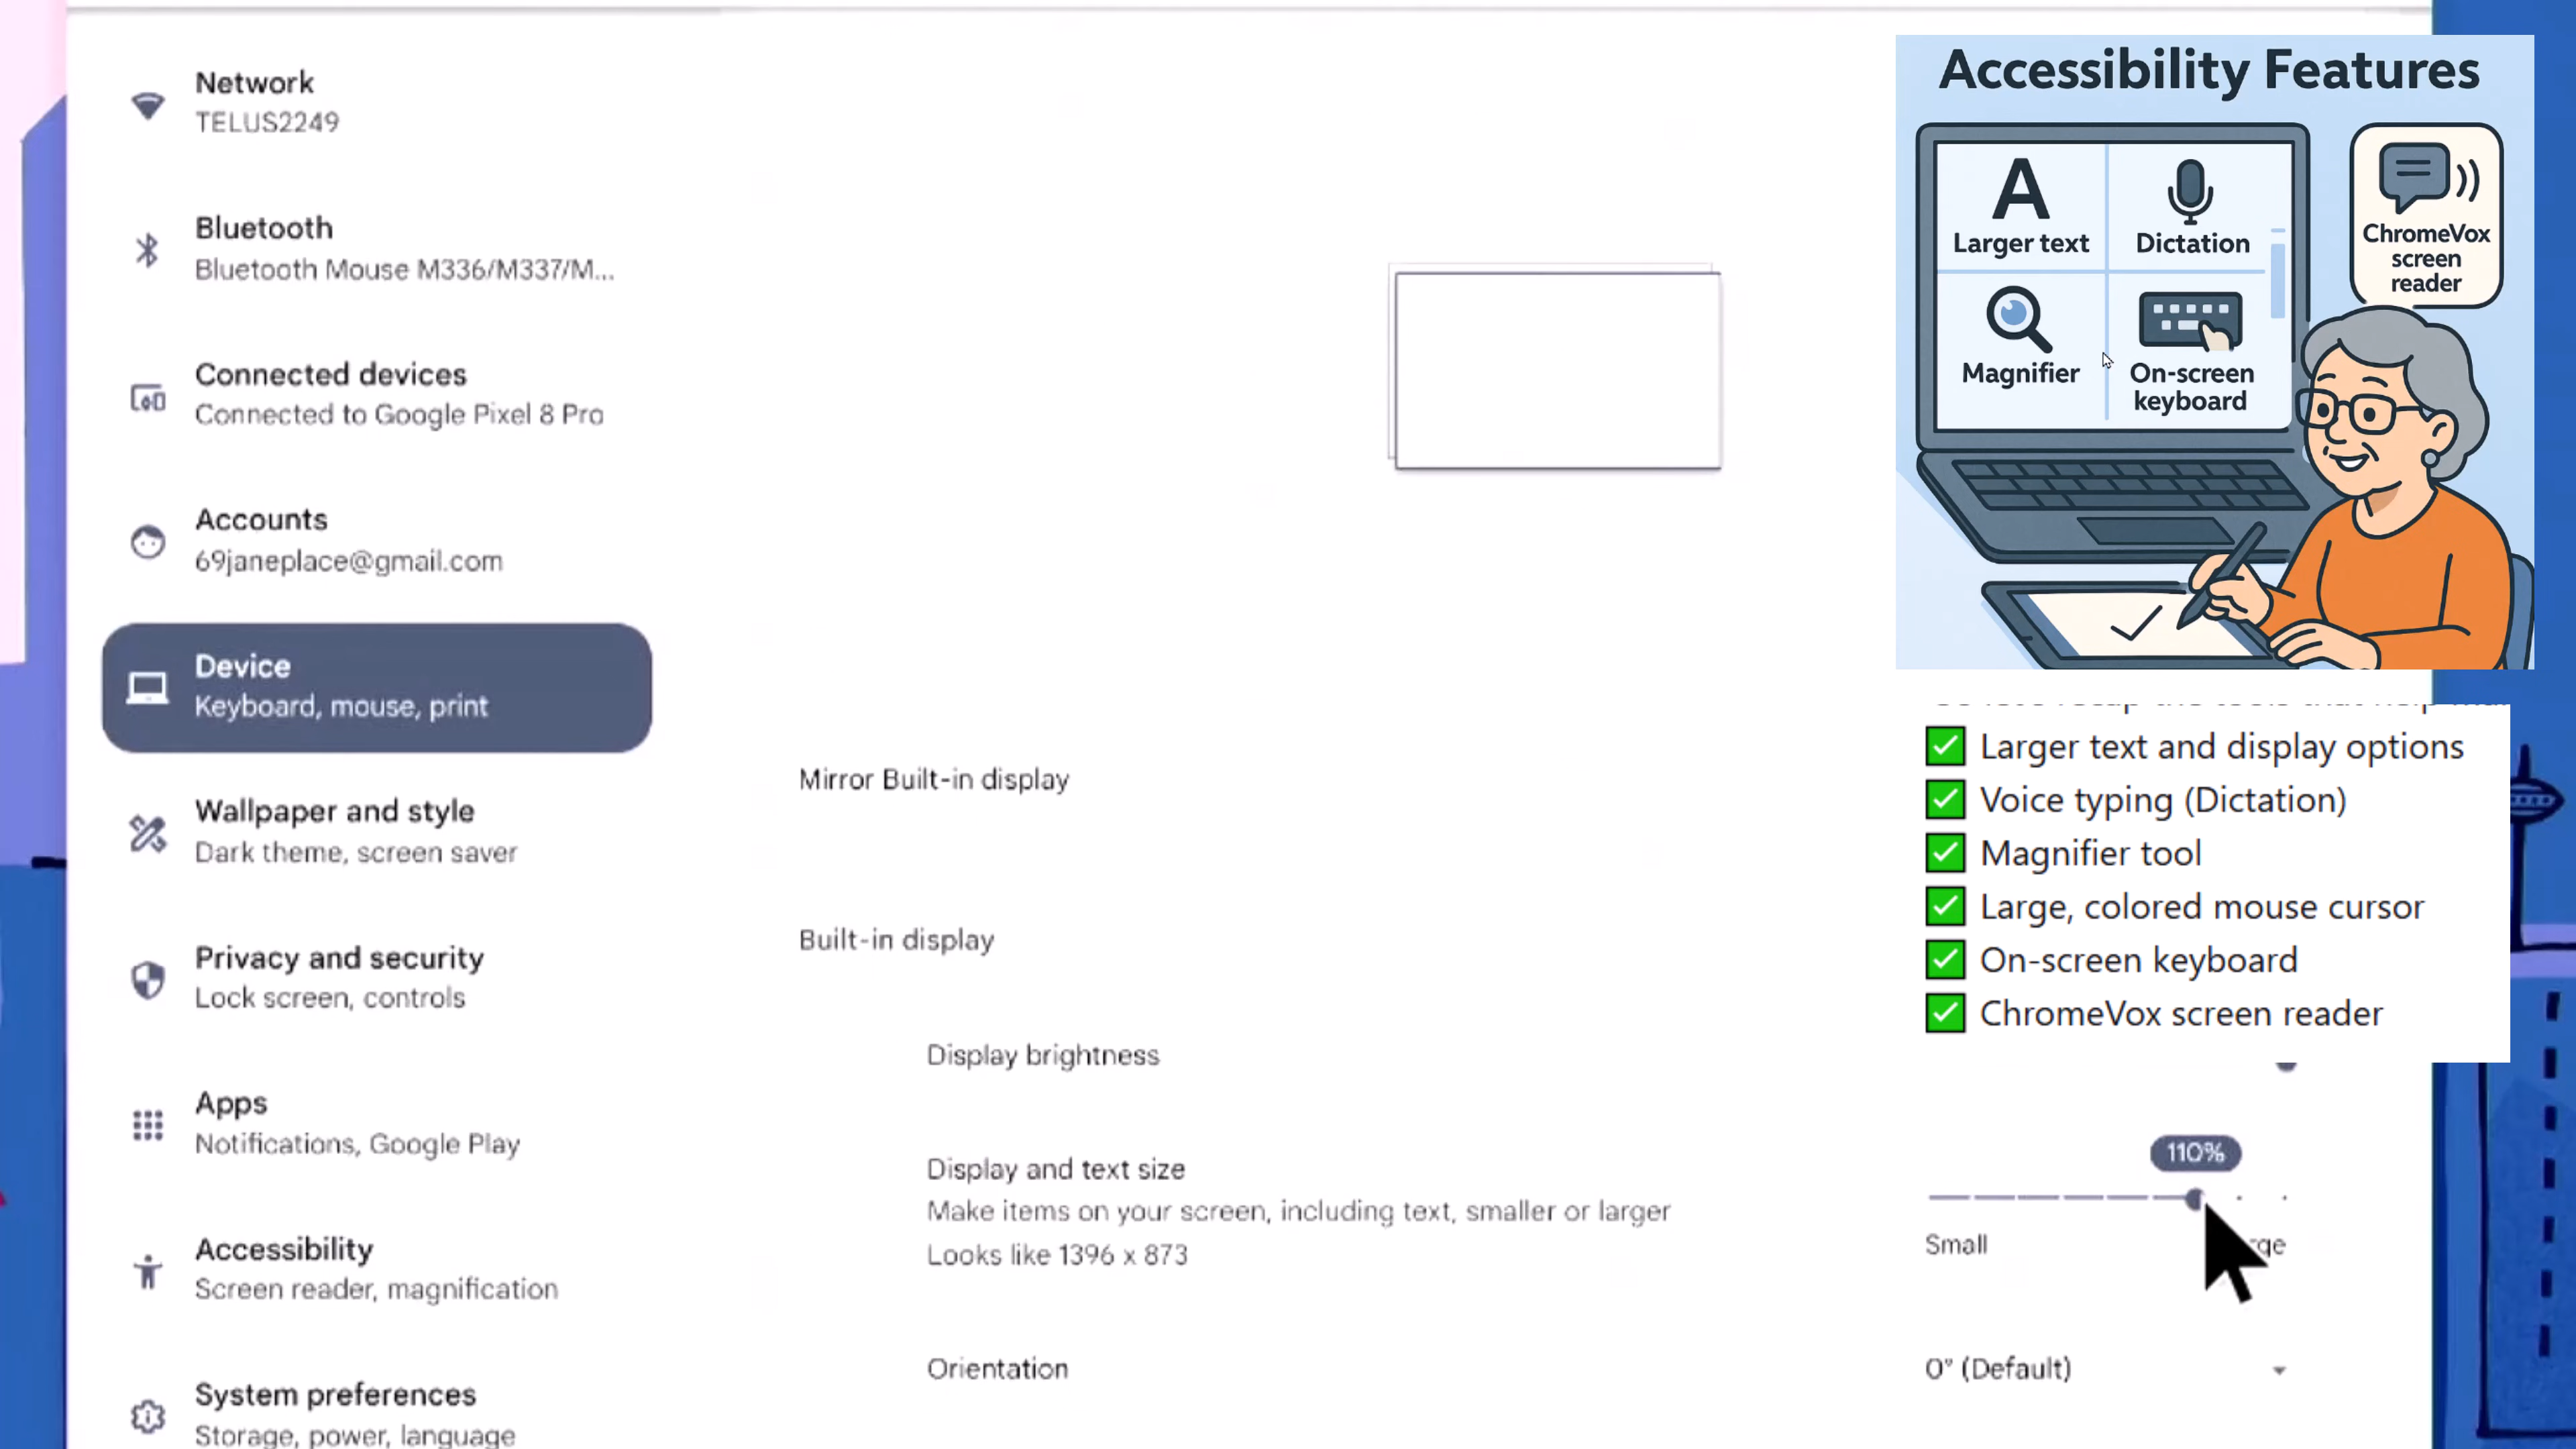 Network
TELUS2249
Bluetooth
Bluetooth Mouse M336/M337/M...
Connected devices
Connected to Google Pixel 8 Pro
Accounts
69janeplace@gmail.com
Device
Keyboard, mouse, print
Wallpaper and style
Dark theme, screen saver
Privacy and security
Lock screen, controls
Apps
Notifications, Google Play
Accessibility
Screen reader, magnification
System preferences
Storage, power, language
Mirror Built-in display
Built-in display
Display brightness
Display and text size
Make items on your screen, including text, smaller or larger
Looks like 1396 x 873
110%
Small
Orientation
0° (Default)
Accessibility Features
A
Larger text
Dictation
Magnifier
On-screen
keyboard
ChromeVox
screen
reader
Larger text and display options
Voice typing (Dictation)
Magnifier tool
Large, colored mouse cursor
On-screen keyboard
ChromeVox screen reader